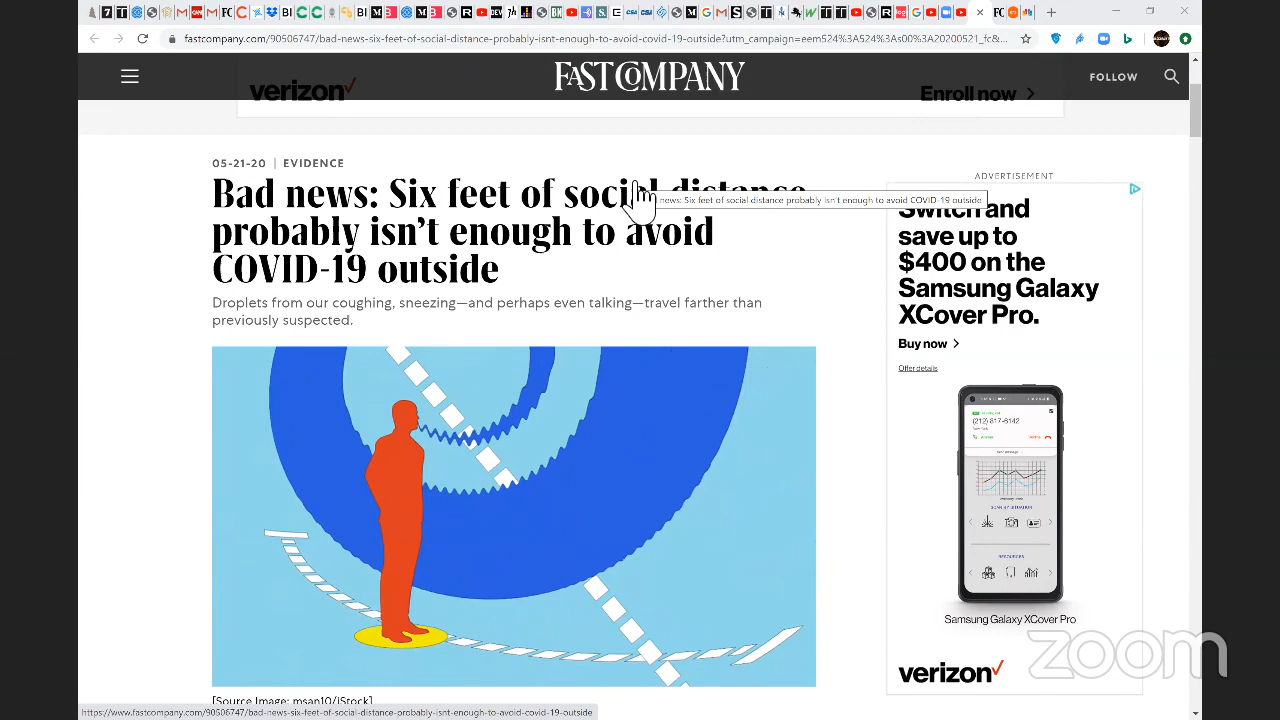 fastcompany.com/90506747/bad-news-six-feet-of-social-distance-probably-isnt-enough-to-avoid-covid-19-outside?utm_campaign=eem524%3A524%3As00%3A20200521_fc&...
verizon✓
FAST COMPANY
FOLLOW
Enroll now
05-21-20 | EVIDENCE
Bad news: Six feet of social distance
news: Six feet of social distance probably isn't enough to avoid COVID-19 outside
probably isn't enough to avoid
COVID-19 outside
Droplets from our coughing, sneezing—and perhaps even talking—travel farther than
previously suspected.
[Source Image: msan10/iStock]
ADVERTISEMENT
Switch and
save up to
$400 on the
Samsung Galaxy
XCover Pro.
Buy now
Offer details
(212) 817-6142
SCAN BY SITUATION
RESOURCES
Samsung Galaxy XCover Pro
verizon✓
zoom
https://www.fastcompany.com/90506747/bad-news-six-feet-of-social-distance-probably-isnt-enough-to-avoid-covid-19-outside